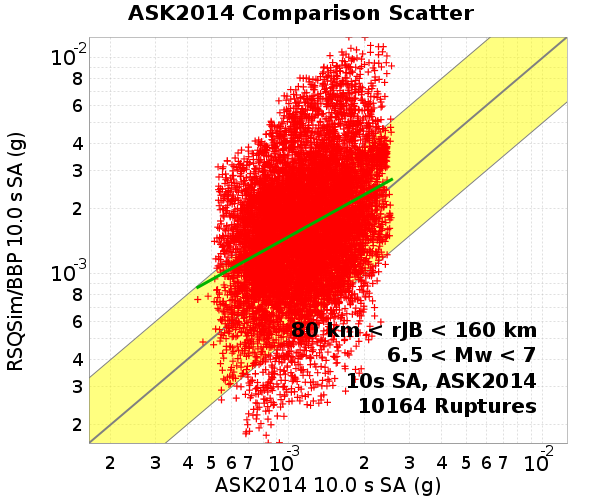 ASK2014 Comparison Scatter
RSQSim/BBP 10.0 s SA (g)
10-2
8
6
4
3
2
10-3
8
6
4
3
2
80 km < rJB < 160 km
6.5 < Mw < 7
10s SA, ASK2014
10164 Ruptures
2 3 4 5 6 7 10-3 2 3 4 5 6 7 10-2
ASK2014 10.0 s SA (g)